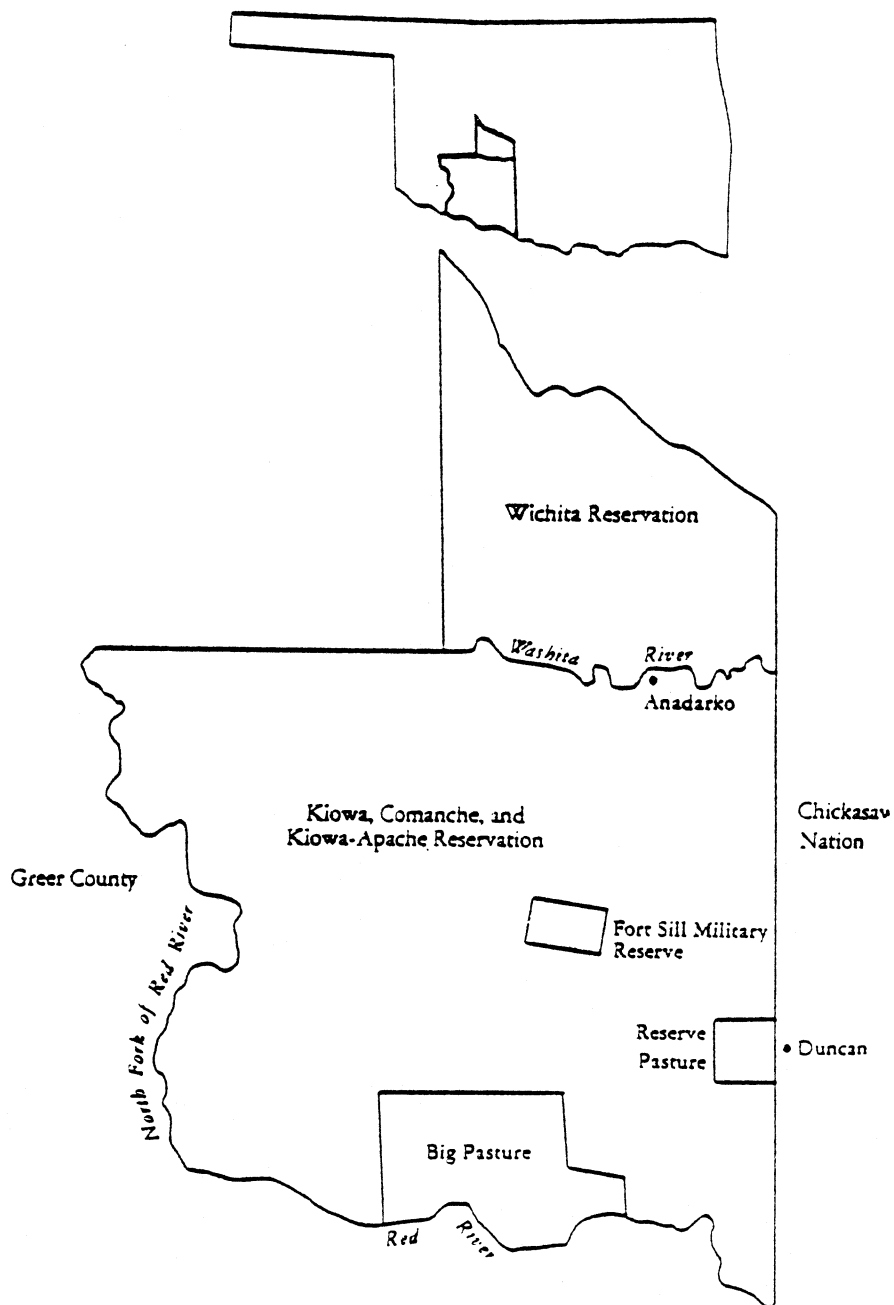 Wichita Reservation
Washita River
Anadarko
Kiowa, Comanche, and
Kiowa-Apache Reservation
Chickasaw
Nation
Greer County
North Fork of Red River
Fort Sill Military
Reserve
Reserve
Pasture
Duncan
Big Pasture
Red River